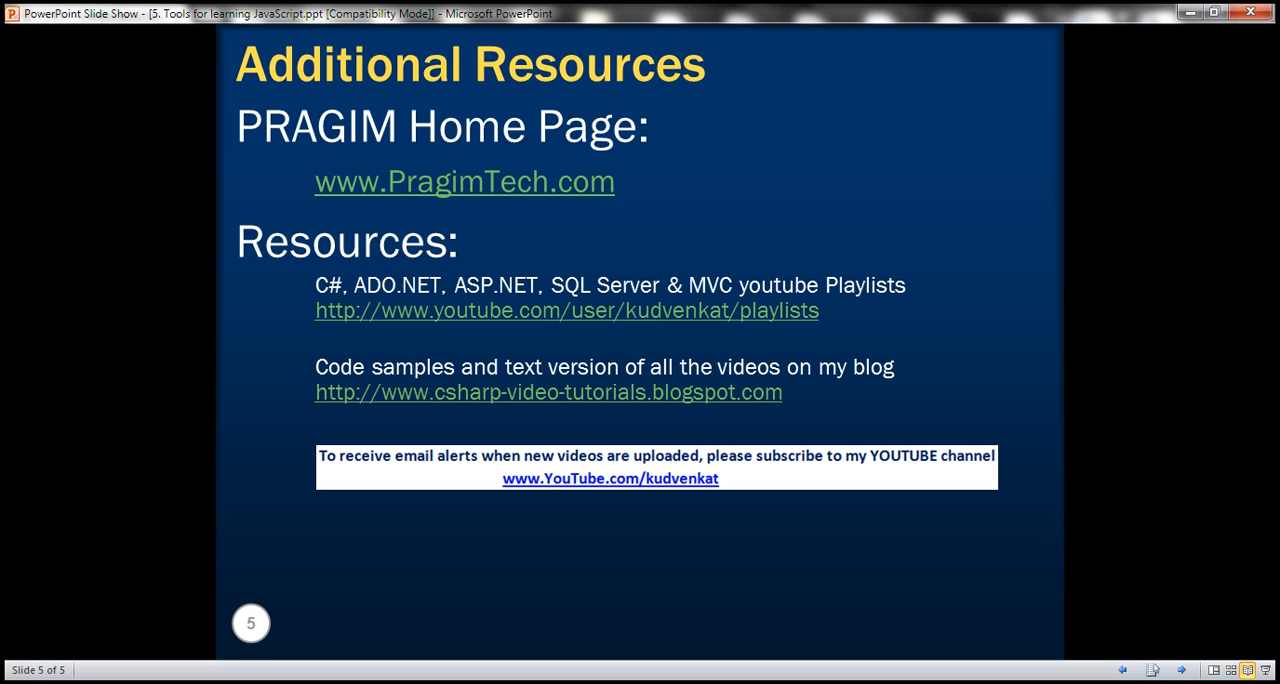 PowerPoint Slide Show - [5. Tools for learning JavaScript.ppt [Compatibility Mode]] - Microsoft PowerPoint
Additional Resources
PRAGIM Home Page:
www.PragimTech.com
Resources:
C#, ADO.NET, ASP.NET, SQL Server & MVC youtube Playlists
http://www.youtube.com/user/kudvenkat/playlists
Code samples and text version of all the videos on my blog
http://www.csharp-video-tutorials.blogspot.com
To receive email alerts when new videos are uploaded, please subscribe to my YOUTUBE channel
www.YouTube.com/kudvenkat
5
Slide 5 of 5